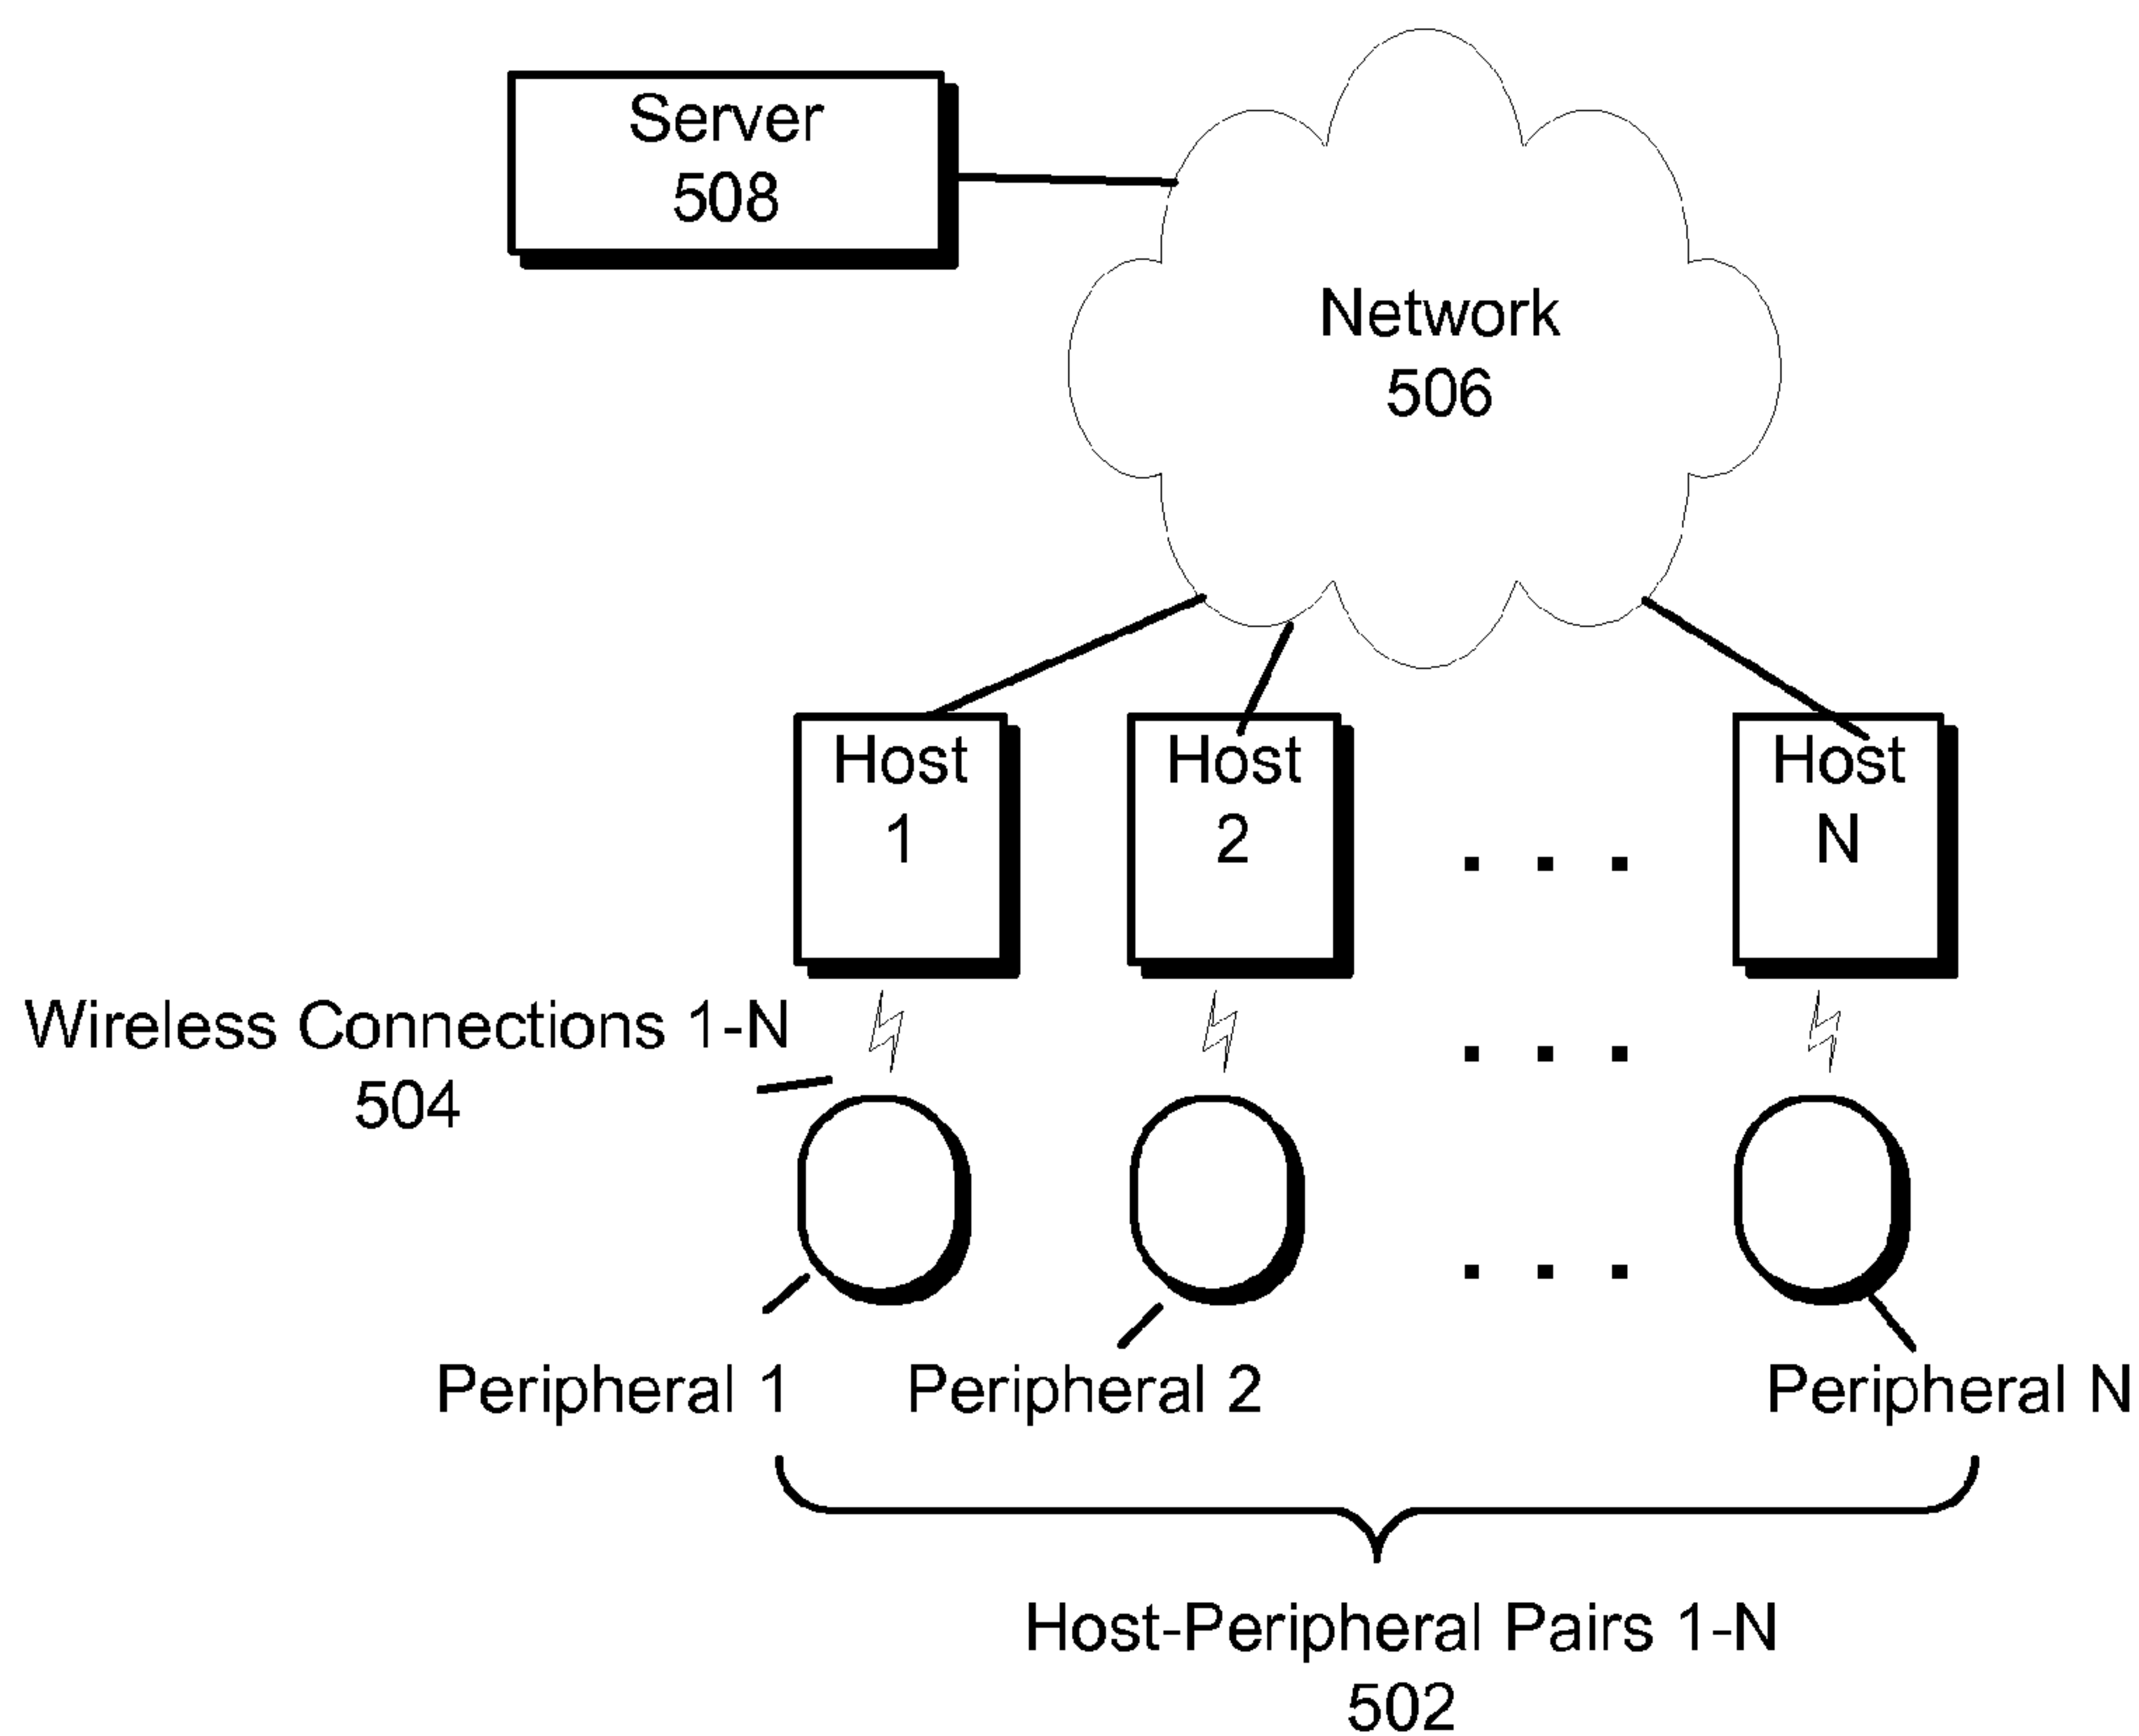 Server
508
Network
506
Host
1
Host
2
. . .
Host
N
Wireless Connections 1-N
504
. . .
. . .
Peripheral 1
Peripheral 2
Peripheral N
Host-Peripheral Pairs 1-N
502